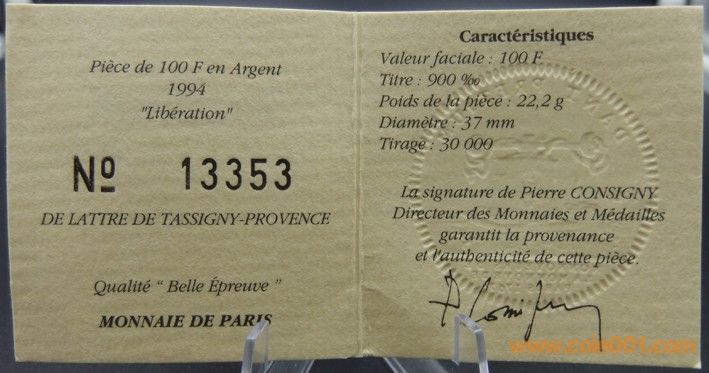 Pièce de 100 F en Argent
1994
"Libération"
Nº 13353
DE LATTRE DE TASSIGNY-PROVENCE
Qualité " Belle Épreuve "
MONNAIE DE PARIS
Caractéristiques
Valeur faciale : 100 F
Titre : 900 ‰
Poids de la pièce : 22,2 g
Diamètre : 37 mm
Tirage : 30 000
La signature de Pierre CONSIGNY
Directeur des Monnaies et Médailles
garantit la provenance
et l'authenticité de cette pièce.
www.zoin001.com